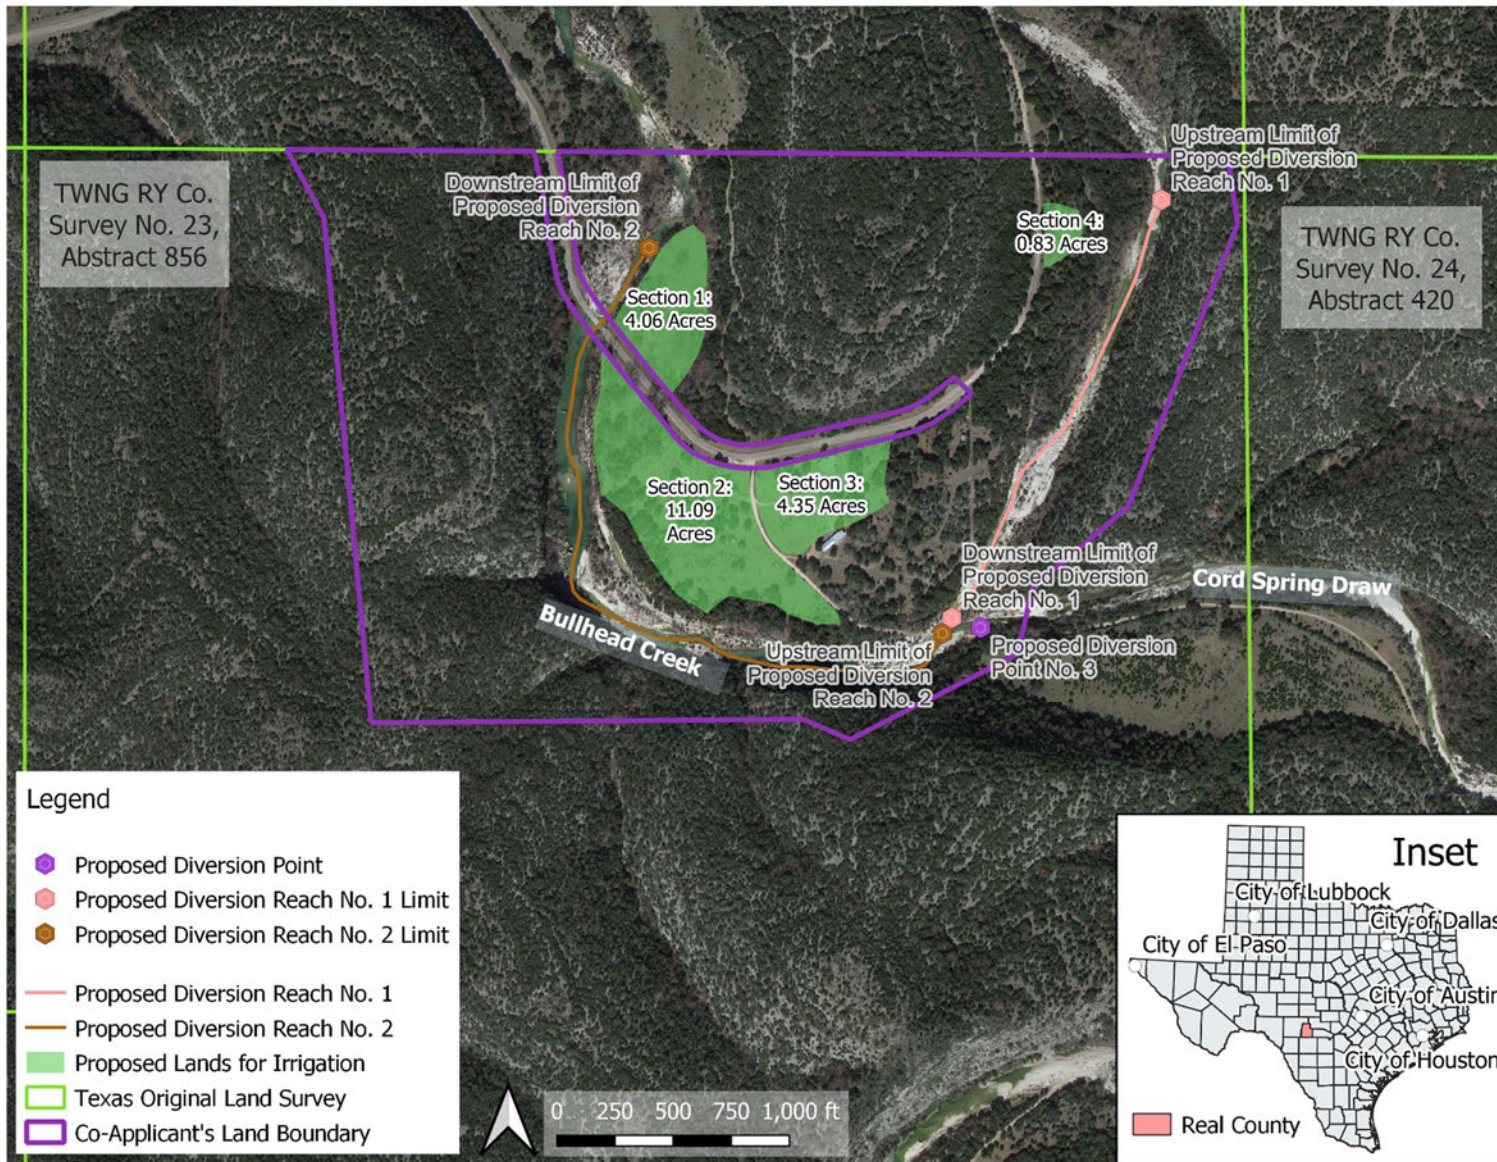 Upstream Limit of
Proposed Diversion
Reach No. 1
TWNG RY Co.
Survey No. 23,
Abstract 856
Downstream Limit of
Proposed Diversion
Reach No. 2
Section 4:
0.83 Acres
TWNG RY Co.
Survey No. 24,
Abstract 420
Section 1:
4.06 Acres
Section 2:
11.09
Acres
Section 3:
4.35 Acres
Downstream Limit of
Proposed Diversion
Reach No. 1
Cord Spring Draw
Bullhead Creek
Upstream Limit of
Proposed Diversion
Reach No. 2
Proposed Diversion
Point No. 3
Legend
Proposed Diversion Point
Proposed Diversion Reach No. 1 Limit
Proposed Diversion Reach No. 2 Limit
Proposed Diversion Reach No. 1
Proposed Diversion Reach No. 2
Proposed Lands for Irrigation
Texas Original Land Survey
Co-Applicant's Land Boundary
0 250 500 750 1,000 ft
Inset
City of Lubbock
City of Dallas
City of El Paso
City of Austin
City of Houston
Real County